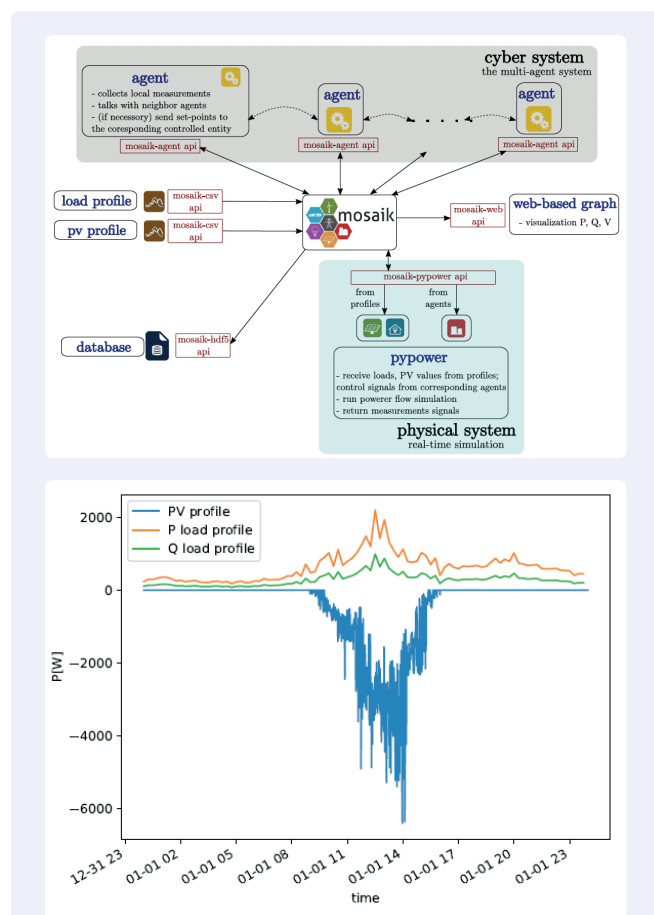 cyber system
the multi-agent system
agent
- collects local measurements
- talks with neighbor agents
- (if necessary) send set-points to
the coresponding controlled entity
agent
agent
mosaik-agent api
mosaik-agent api
mosaik-agent api
load profile
mosaik-csv
api
pv profile
mosaik-csv
api
mosaik
mosaik-web
api
web-based graph
- visualization P, Q, V
mosaik-pypower api
from
profiles
from
agents
database
mosaik-hdf5
api
pypower
- receive loads, PV values from profiles;
control signals from corresponding agents
- run powerer flow simulation
- return measurements signals
physical system
real-time simulation
PV profile
P load profile
Q load profile
2000
0
−2000
−4000
−6000
P[W]
12-31 23
01-01 02
01-01 05
01-01 08
01-01 11
01-01 14
01-01 17
01-01 20
01-01 23
time